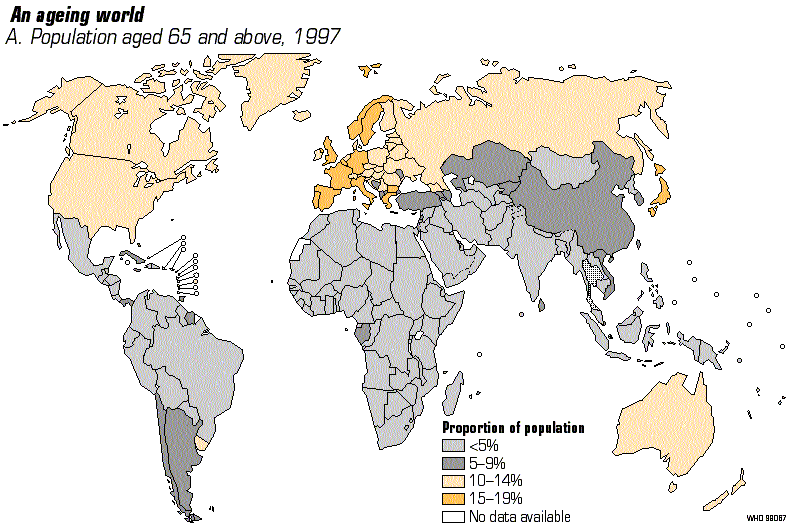 An ageing world
A. Population aged 65 and above, 1997
Proportion of population
<5%
5–9%
10–14%
15–19%
No data available
WHO 98067